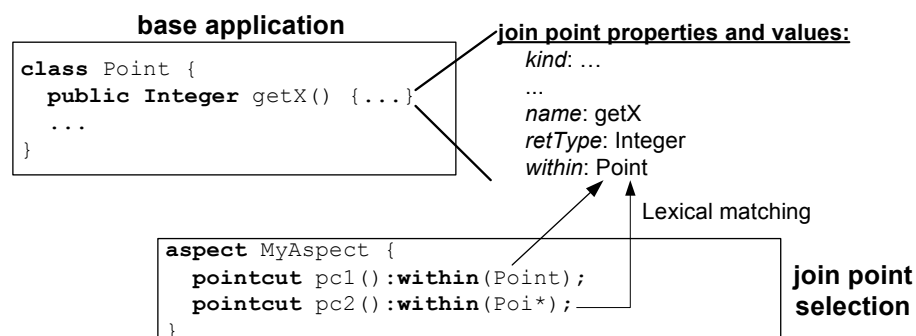 base application
class Point {
public Integer getX() {...}
...
}
join point properties and values:
kind: …
...
name: getX
retType: Integer
within: Point
Lexical matching
aspect MyAspect {
pointcut pc1():within(Point);
pointcut pc2():within(Poi*);
}
join point
selection